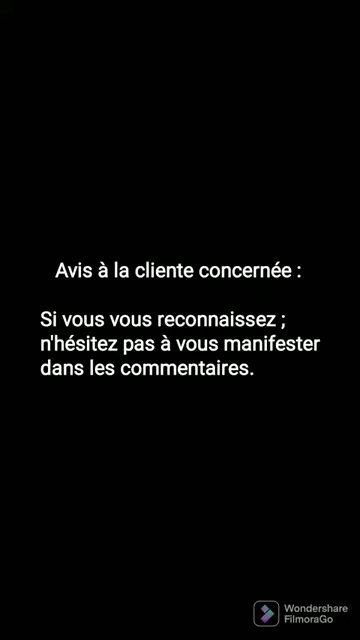 Avis à la cliente concernée :
Si vous vous reconnaissez ;
n'hésitez pas à vous manifester
dans les commentaires.
Wondershare
FilmoraGo